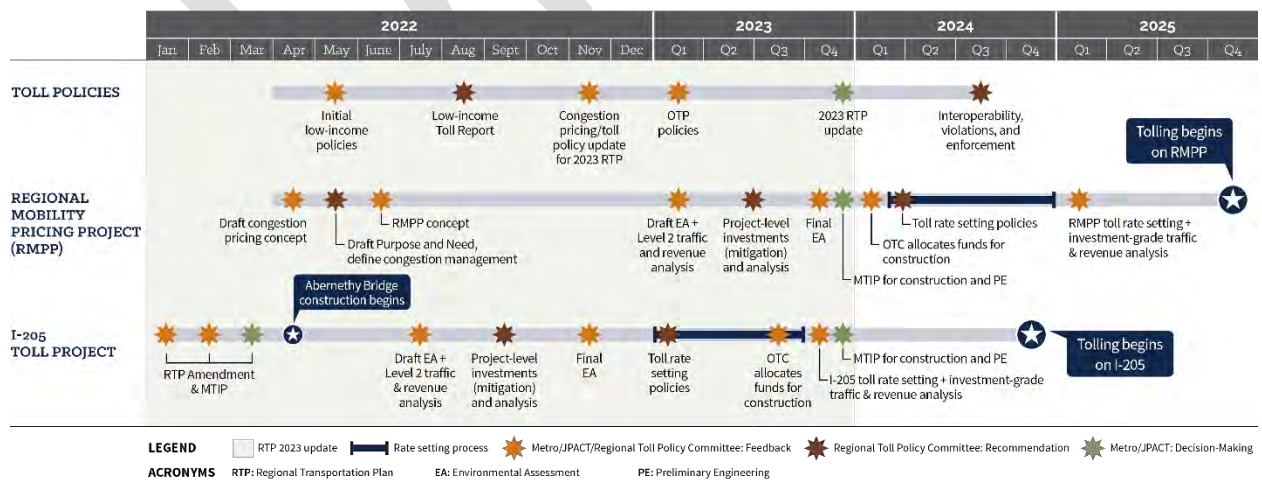 2022 2023 2024 2025
Jan Feb Mar Apr May June July Aug Sept Oct Nov Dec Q1 Q2 Q3 Q4 Q1 Q2 Q3 Q4 Q1 Q2 Q3 Q4
TOLL POLICIES
Initial
low-income
policies
Low-income
Toll Report
Congestion
pricing/toll
policy update
for 2023 RTP
OTP
policies
2023 RTP
update
Interoperability,
violations, and
enforcement
Tolling begins
on RMPP
REGIONAL
MOBILITY
PRICING PROJECT
(RMPP)
Draft congestion
pricing concept
Draft Purpose and Need,
define congestion management
RMPP concept
Draft EA +
Level 2 traffic
and revenue
analysis
Project-level
investments
(mitigation)
and analysis
Final
EA
MTIP for construction and PE
OTC allocates funds for
construction
Toll rate setting policies
RMPP toll rate setting +
investment-grade traffic
& revenue analysis
Abernethy Bridge
construction begins
I-205
TOLL PROJECT
RTP Amendment
& MTIP
Draft EA +
Level 2 traffic
& revenue
analysis
Project-level
investments
(mitigation)
and analysis
Final
EA
Toll rate
setting
policies
OTC
allocates
funds for
construction
MTIP for construction and PE
I-205 toll rate setting + investment-grade
traffic & revenue analysis
Tolling begins
on I-205
LEGEND RTP 2023 update Rate setting process Metro/JPACT/Regional Toll Policy Committee: Feedback Regional Toll Policy Committee: Recommendation Metro/JPACT: Decision-Making
ACRONYMS RTP: Regional Transportation Plan EA: Environmental Assessment PE: Preliminary Engineering